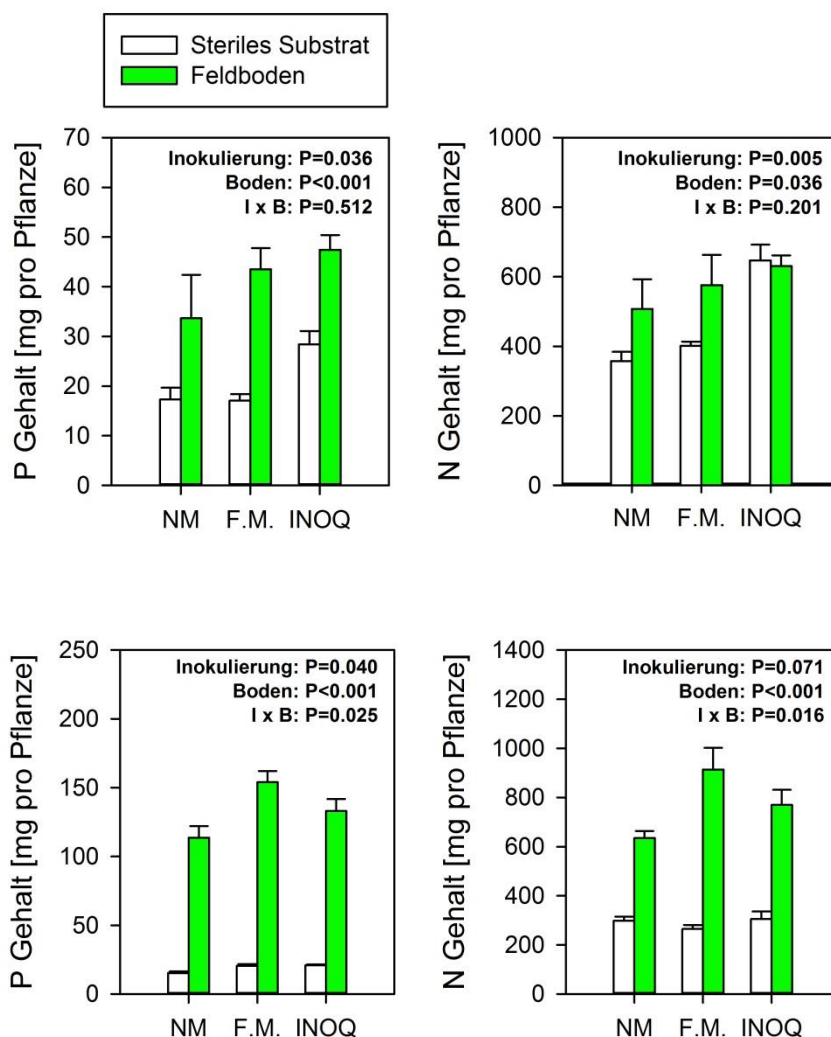 Steriles Substrat
Feldboden
P Gehalt [mg pro Pflanze]
70
60
50
40
30
20
10
0
Inokulierung: P=0.036
Boden: P<0.001
I x B: P=0.512
NM F.M. INOQ
N Gehalt [mg pro Pflanze]
1000
800
600
400
200
0
Inokulierung: P=0.005
Boden: P=0.036
I x B: P=0.201
NM F.M. INOQ
P Gehalt [mg pro Pflanze]
250
200
150
100
50
0
Inokulierung: P=0.040
Boden: P<0.001
I x B: P=0.025
NM F.M. INOQ
N Gehalt [mg pro Pflanze]
1400
1200
1000
800
600
400
200
0
Inokulierung: P=0.071
Boden: P<0.001
I x B: P=0.016
NM F.M. INOQ